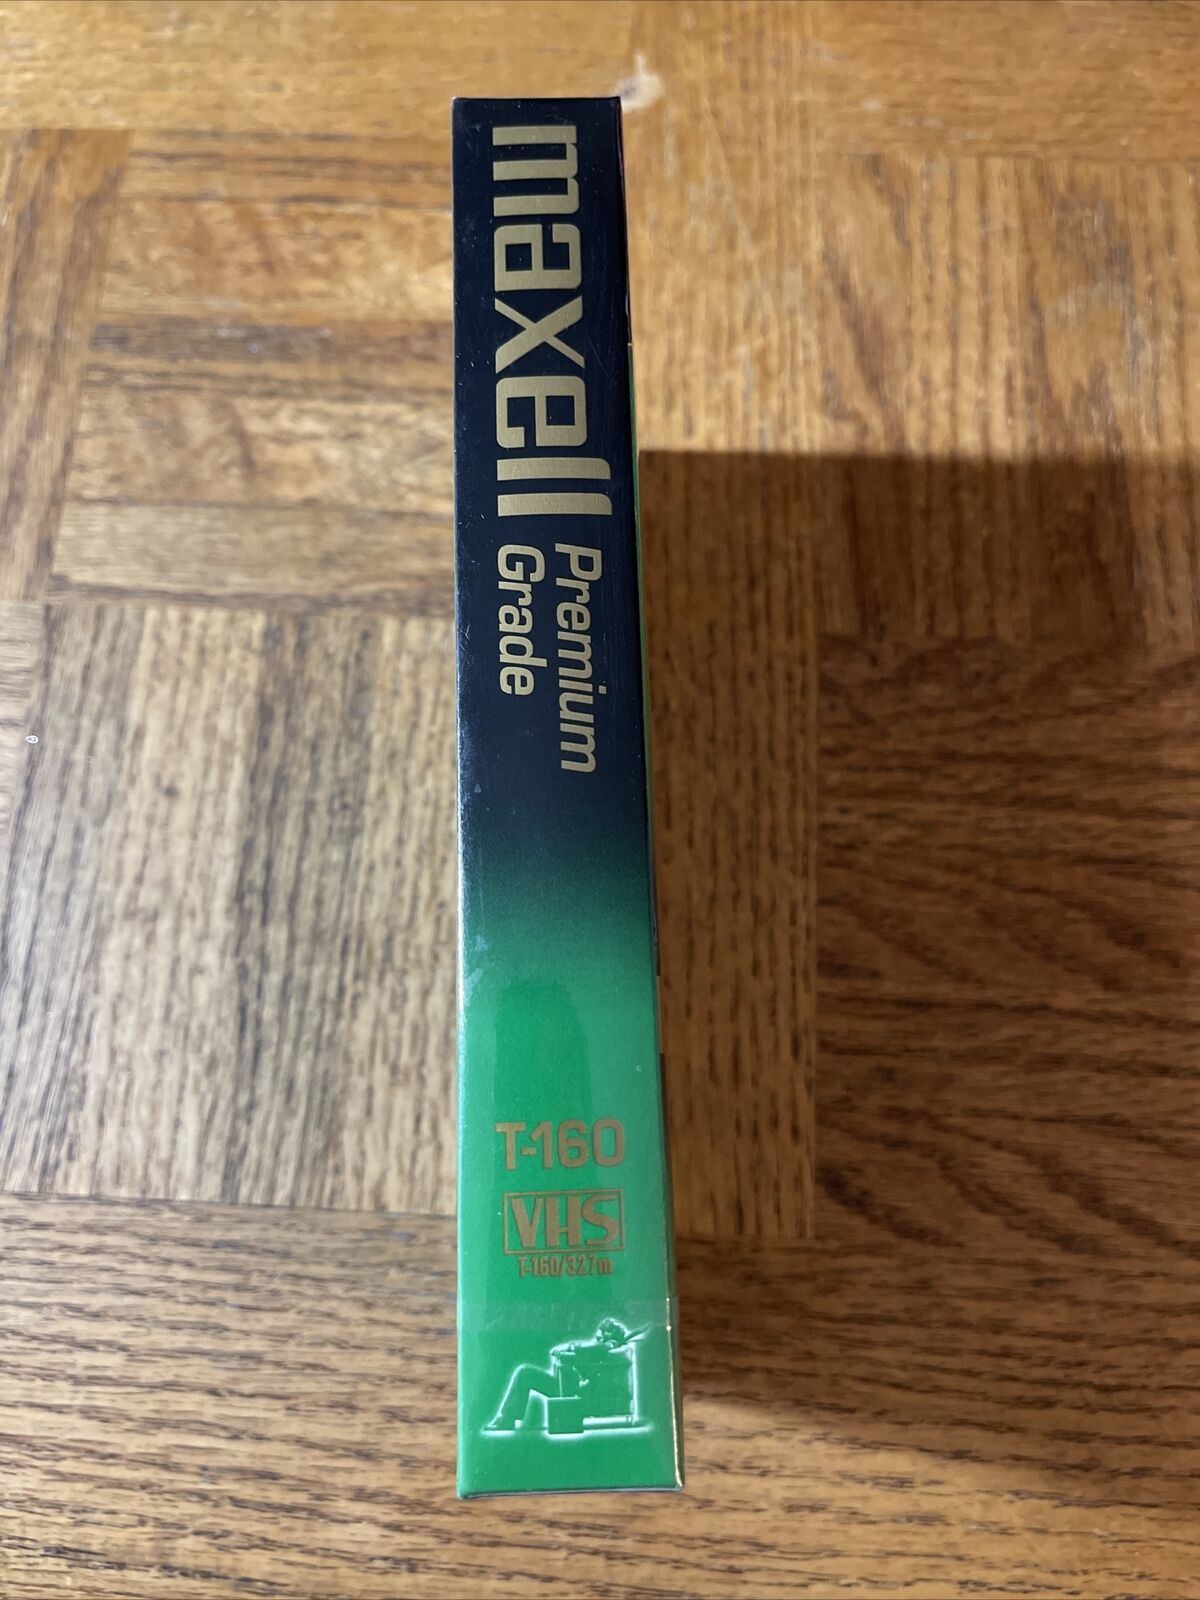 maxell
Premium
Grade
T-160
VHS
T-160/327m